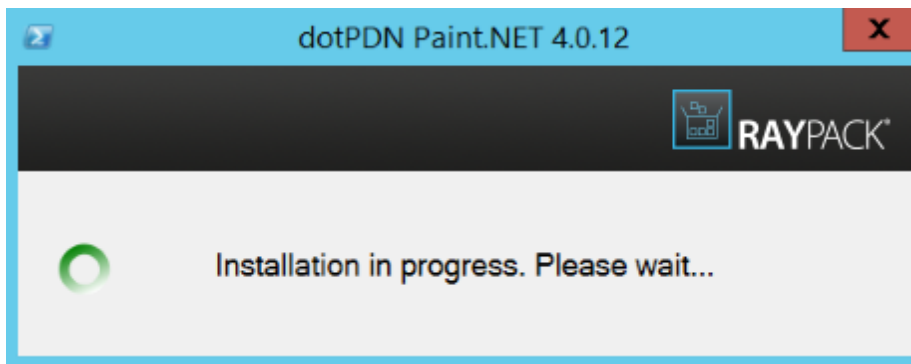 dotPDN Paint.NET 4.0.12
x
RAYPACK®
Installation in progress. Please wait...